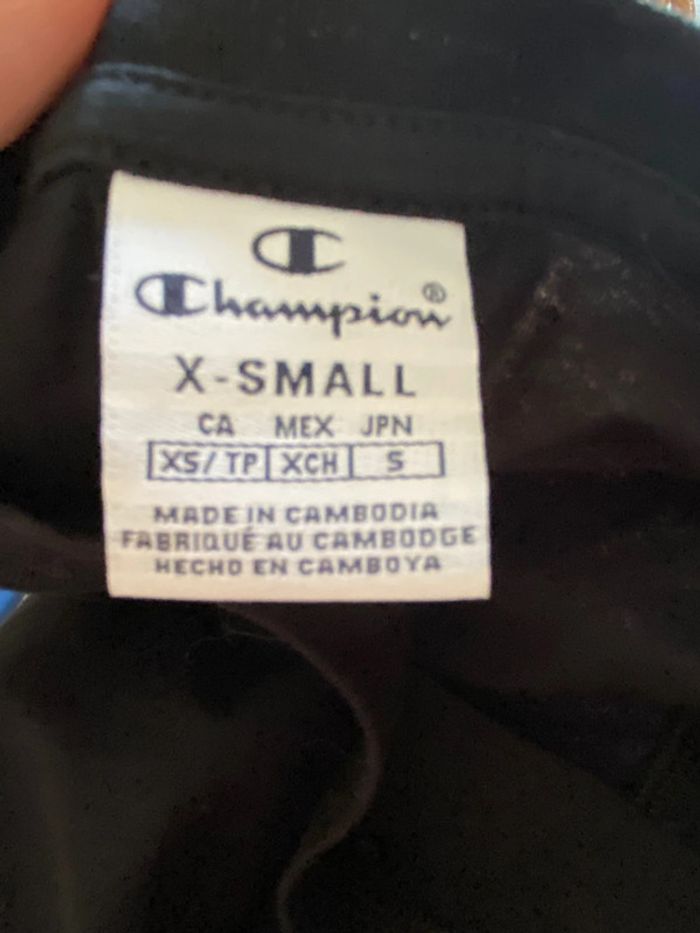 Champion®
X-SMALL
CA MEX JPN
XS/TP XCH S
MADE IN CAMBODIA
FABRIQUÉ AU CAMBODGE
HECHO EN CAMBOYA